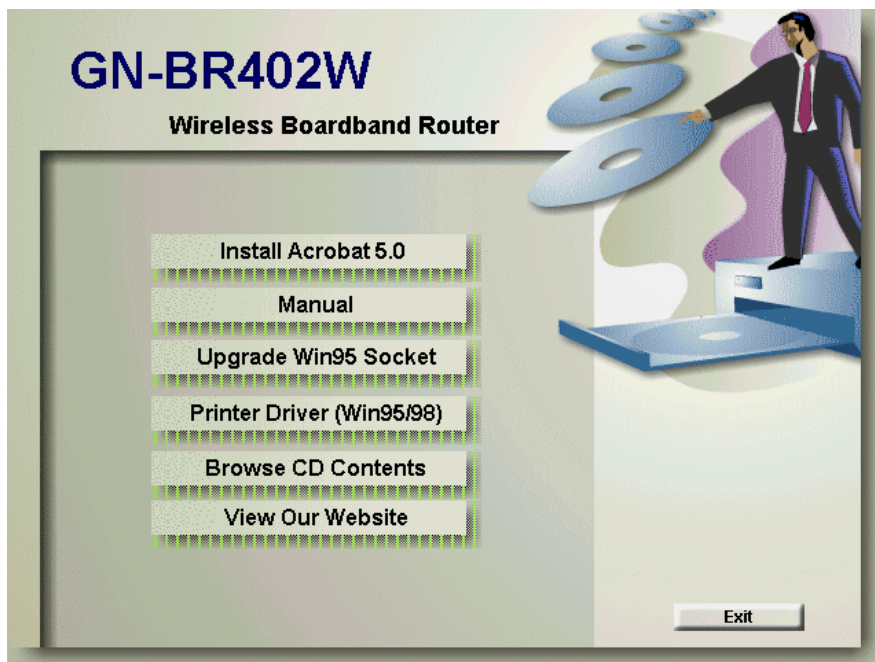 GN-BR402W
Wireless Boardband Router
Install Acrobat 5.0
Manual
Upgrade Win95 Socket
Printer Driver (Win95/98)
Browse CD Contents
View Our Website
Exit